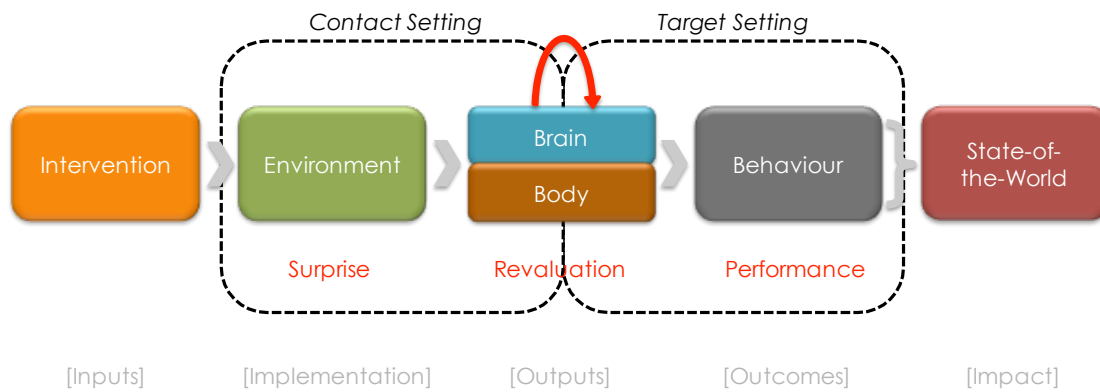 Contact Setting
Target Setting
Intervention
Environment
Brain
Body
Behaviour
State-of-
the-World
Surprise
Revaluation
Performance
[Inputs]
[Implementation]
[Outputs]
[Outcomes]
[Impact]